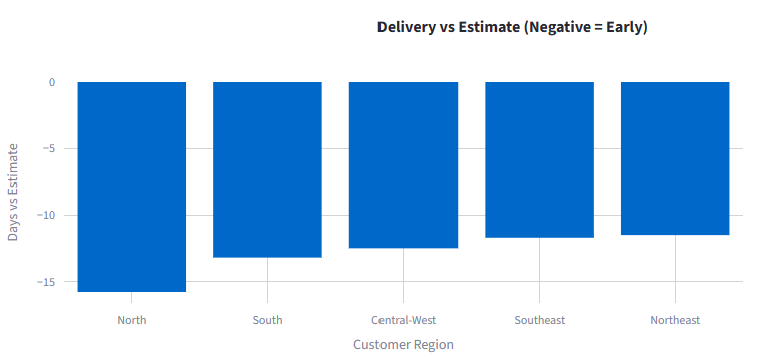 Delivery vs Estimate (Negative = Early)
0
−5
−10
−15
Days vs Estimate
North
South
Central-West
Southeast
Northeast
Customer Region